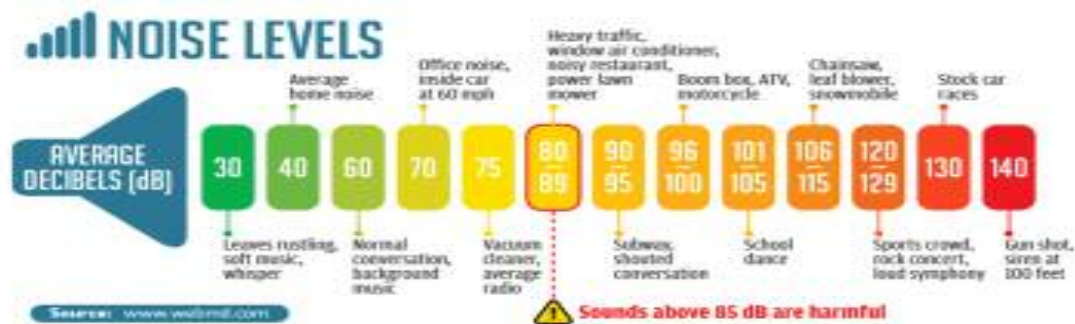 NOISE LEVELS
Average
home noise
Office noise,
inside car
at 60 mph
Heavy traffic,
window air conditioner,
noisy restaurant,
power lawn
mower
Boom box, ATV,
motorcycle
Chainsaw,
leaf blower,
snowmobile
Stock car
races
AVERAGE
DECIBELS (dB)
30
40
60
70
75
80
89
90
95
96
100
101
105
106
115
120
129
130
140
Leaves rustling,
soft music,
whisper
Normal
conversation,
background
music
Vacuum
cleaner,
average
radio
Subway,
shouted
conversation
School
dance
Sports crowd,
rock concert,
loud symphony
Gun shot,
siren at
100 feet
Source: www.webmd.com
! Sounds above 85 dB are harmful